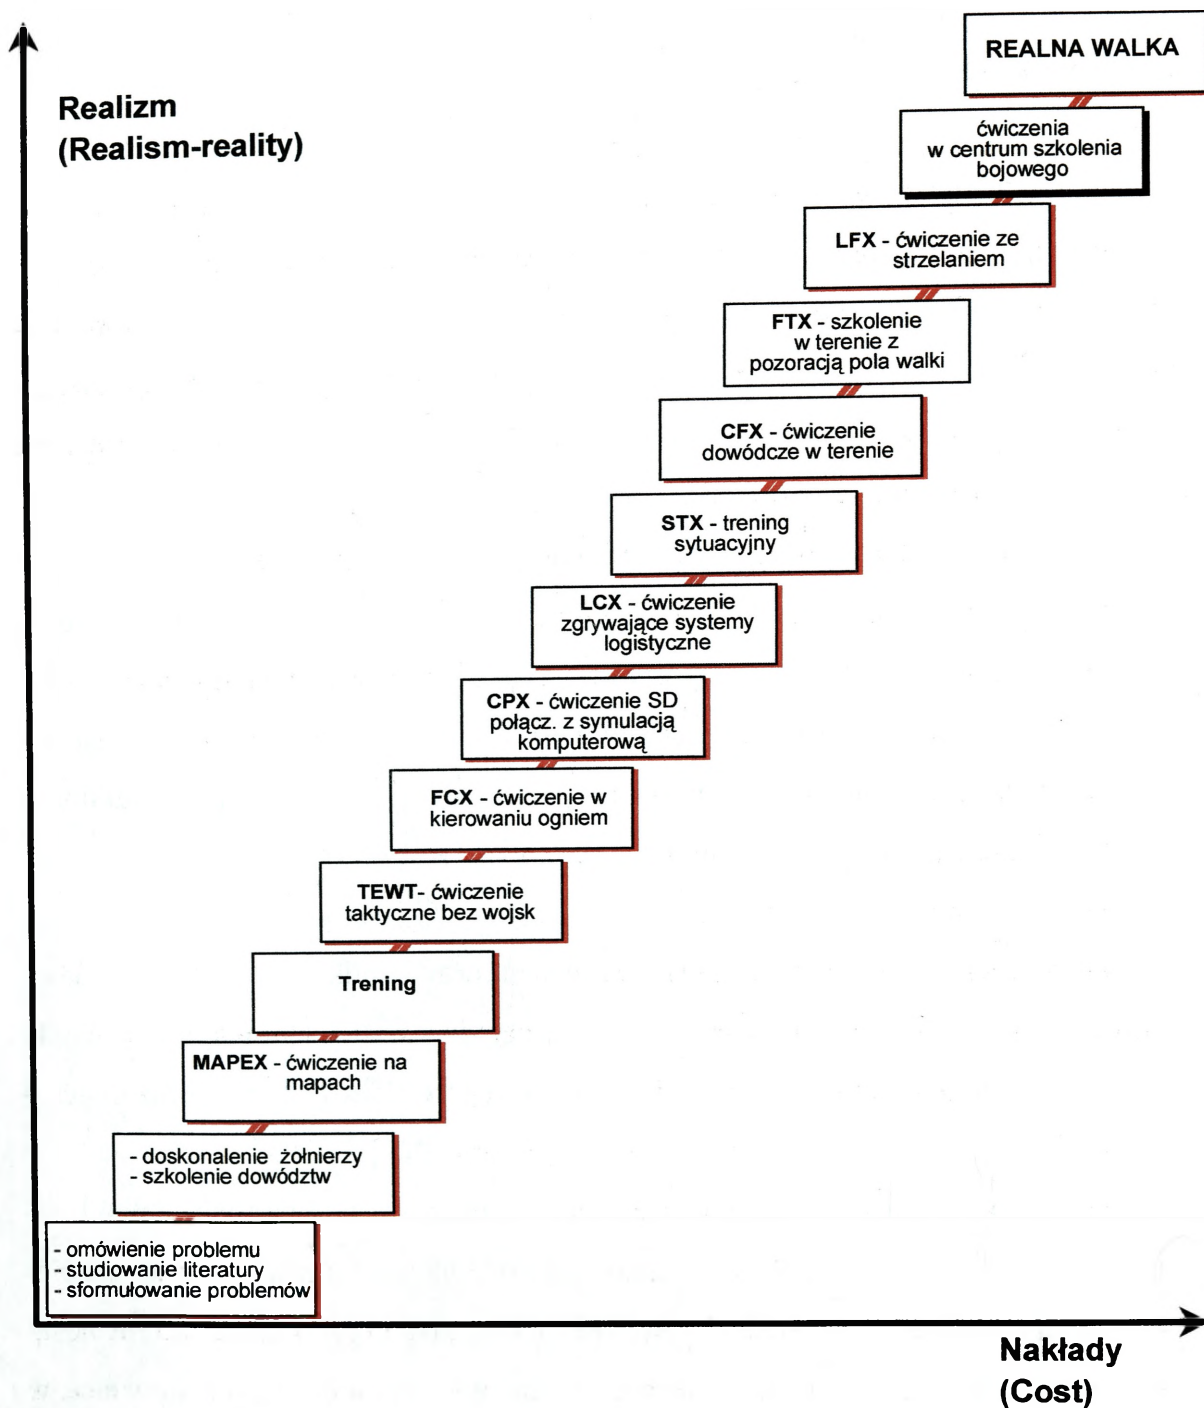 REALNA WALKA
Realizm
(Realism-reality)
ćwiczenia
w centrum szkolenia
bojowego
LFX - ćwiczenie ze
strzelaniem
FTX - szkolenie
w terenie z
pozoracją pola walki
CFX - ćwiczenie
dowódcze w terenie
STX - trening
sytuacyjny
LCX - ćwiczenie
zgrywające systemy
logistyczne
CPX - ćwiczenie SD
połącz. z symulacją
komputerową
FCX - ćwiczenie w
kierowaniu ogniem
TEWT- ćwiczenie
taktyczne bez wojsk
Trening
MAPEX - ćwiczenie na
mapach
- doskonalenie żołnierzy
- szkolenie dowództw
- omówienie problemu
- studiowanie literatury
- sformułowanie problemów
Nakłady
(Cost)